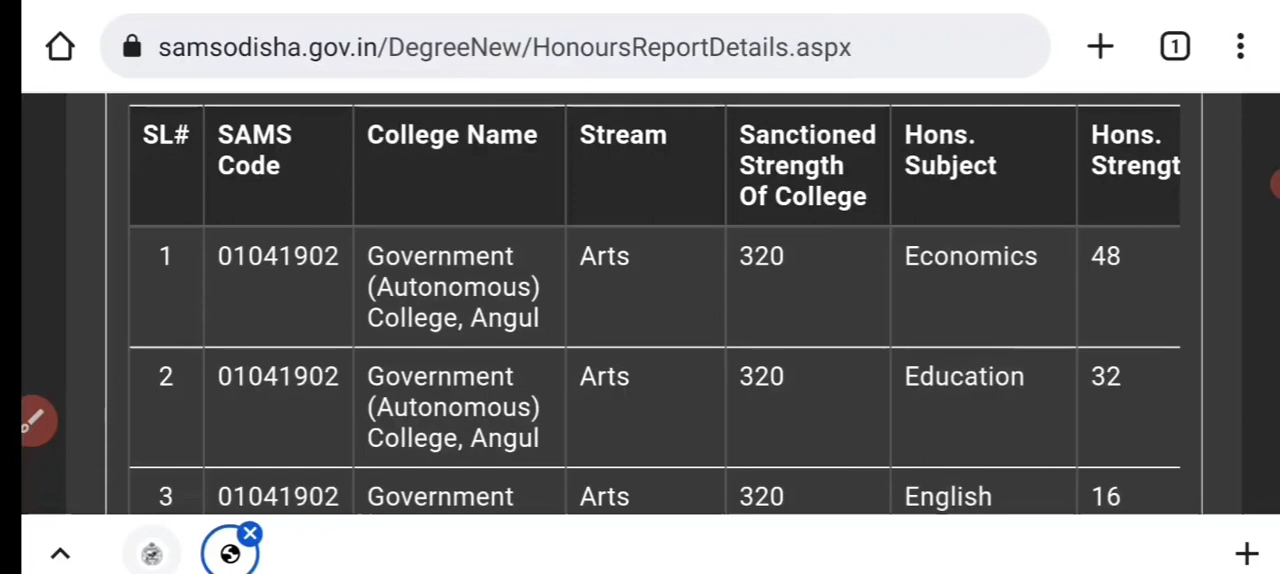 samsodisha.gov.in/DegreeNew/HonoursReportDetails.aspx
1
SL# SAMS Code College Name Stream Sanctioned Strength Of College Hons. Subject Hons. Strengt
1 01041902 Government (Autonomous) College, Angul Arts 320 Economics 48
2 01041902 Government (Autonomous) College, Angul Arts 320 Education 32
3 01041902 Government Arts 320 English 16